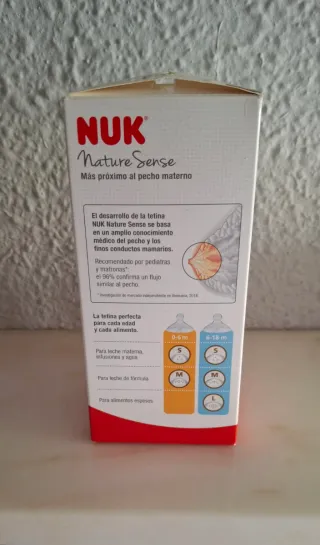 NUK
Nature Sense
Más próximo al pecho materno
El desarrollo de la tetina
NUK Nature Sense se basa
en un amplio conocimiento
médico del pecho y los
finos conductos mamarios.
Recomendado por pediatras
y matronas*:
el 96% confirma un flujo
similar al pecho.
La tetina perfecta
para cada edad
y cada alimento.
0-6 m 6-18 m
Para leche materna, S S
infusiones y agua
Para leche de fórmula M M
Para alimentos espesos L